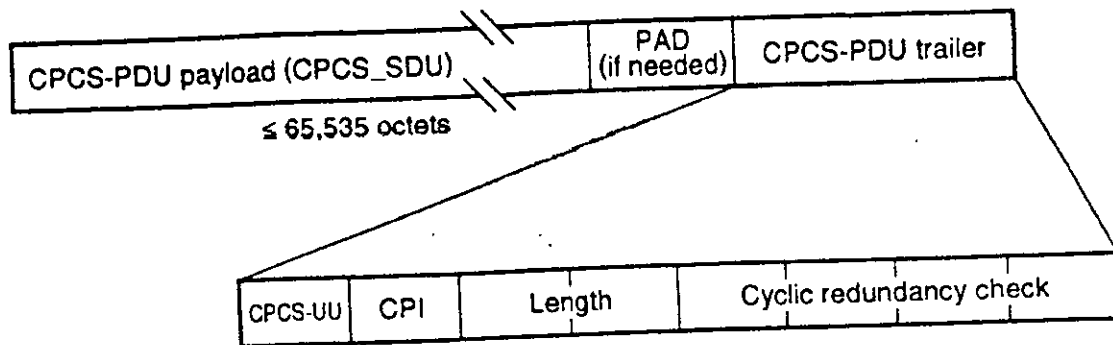 CPCS-PDU payload (CPCS_SDU)
PAD
(if needed)
CPCS-PDU trailer
≤ 65,535 octets
CPCS-UU
CPI
Length
Cyclic redundancy check